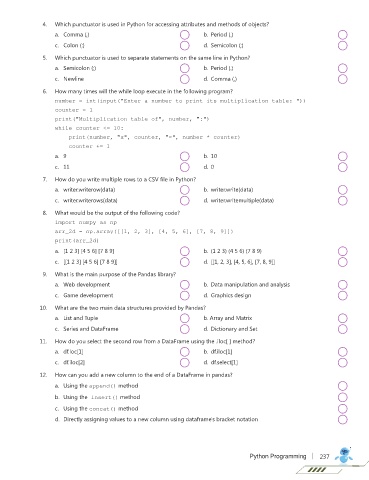 4. Which punctuator is used in Python for accessing attributes and methods of objects?
a. Comma (,) b. Period (.)
c. Colon (:) d. Semicolon (;)
5. Which punctuator is used to separate statements on the same line in Python?
a. Semicolon (;) b. Period (.)
c. Newline d. Comma (,)
6. How many times will the while loop execute in the following program?
number = int(input("Enter a number to print its multiplication table: "))
counter = 1
print("Multiplication table of", number, ":")
while counter <= 10:
print(number, "x", counter, "=", number * counter)
counter += 1
a. 9 b. 10
c. 11 d. 0
7. How do you write multiple rows to a CSV file in Python?
a. writer.writerow(data) b. writer.write(data)
c. writer.writerows(data) d. writer.writemultiple(data)
8. What would be the output of the following code?
import numpy as np
arr_2d = np.array([[1, 2, 3], [4, 5, 6], [7, 8, 9]])
print(arr_2d)
a. [1 2 3] [4 5 6] [7 8 9] b. (1 2 3) (4 5 6) (7 8 9)
c. [[1 2 3] [4 5 6] [7 8 9]] d. [[1, 2, 3], [4, 5, 6], [7, 8, 9]]
9. What is the main purpose of the Pandas library?
a. Web development b. Data manipulation and analysis
c. Game development d. Graphics design
10. What are the two main data structures provided by Pandas?
a. List and Tuple b. Array and Matrix
c. Series and DataFrame d. Dictionary and Set
11. How do you select the second row from a DataFrame using the .iloc[ ] method?
a. df.loc[1] b. df.iloc[1]
c. df.iloc[2] d. df.select[1]
12. How can you add a new column to the end of a DataFrame in pandas?
a. Using the append() method
b. Using the insert() method
c. Using the concat() method
d. Directly assigning values to a new column using dataframe's bracket notation
Python Programming | 237